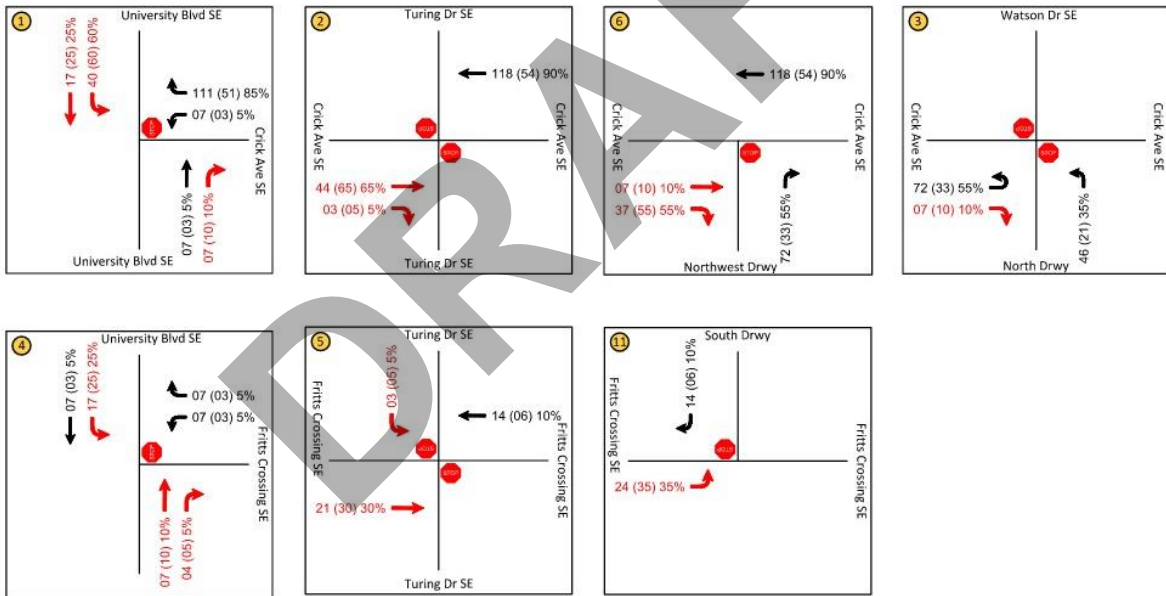 1
University Blvd SE
17 (25) 25%
40 (60) 60%
111 (51) 85%
07 (03) 5%
STOP
Crick Ave SE
07 (03) 5%
07 (10) 10%
University Blvd SE
2
Turing Dr SE
118 (54) 90%
Crick Ave SE
STOP
STOP
Crick Ave SE
44 (65) 65%
03 (05) 5%
Turing Dr SE
6
118 (54) 90%
Crick Ave SE
STOP
Crick Ave SE
07 (10) 10%
37 (55) 55%
72 (33) 55%
Northwest Drwy
3
Watson Dr SE
Crick Ave SE
STOP
STOP
Crick Ave SE
72 (33) 55%
07 (10) 10%
46 (21) 35%
North Drwy
4
University Blvd SE
07 (03) 5%
17 (25) 25%
07 (03) 5%
07 (03) 5%
STOP
Fritts Crossing SE
07 (10) 10%
04 (05) 5%
5
Turing Dr SE
Fritts Crossing SE
03 (05) 5%
14 (06) 10%
STOP
STOP
Fritts Crossing SE
21 (30) 30%
Turing Dr SE
11
South Drwy
Fritts Crossing SE
14 (06) 10%
STOP
Fritts Crossing SE
24 (35) 35%
DRAF